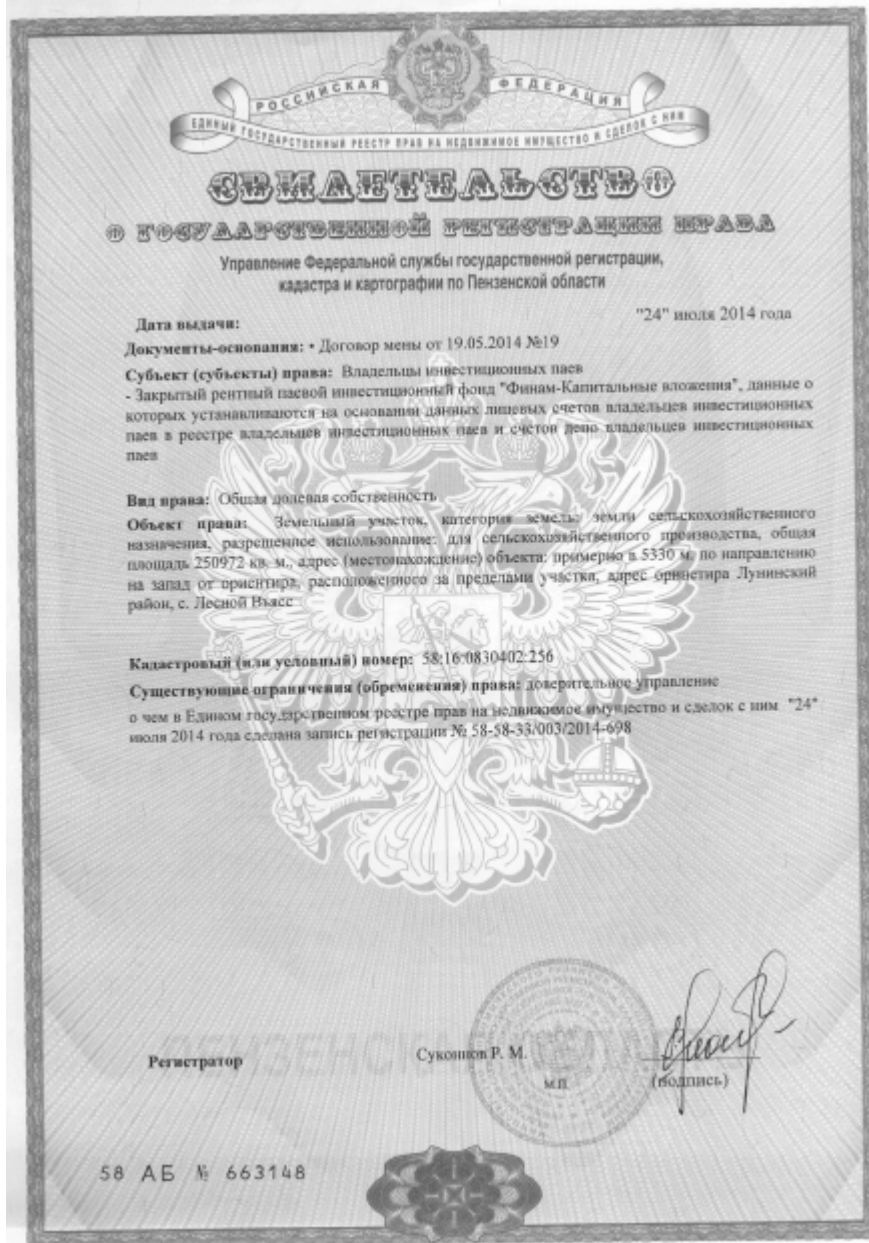 РОССИЙСКАЯ ФЕДЕРАЦИЯ
ЕДИНЫЙ ГОСУДАРСТВЕННЫЙ РЕЕСТР ПРАВ НА НЕДВИЖИМОЕ ИМУЩЕСТВО И СДЕЛОК С НИМ
СВИДЕТЕЛЬСТВО
О ГОСУДАРСТВЕННОЙ РЕГИСТРАЦИИ ПРАВА
Управление Федеральной службы государственной регистрации,
кадастра и картографии по Пензенской области
Дата выдачи: "24" июля 2014 года
Документы-основания: • Договор мены от 19.05.2014 №19
Субъект (субъекты) права: Владельцы инвестиционных паев
- Закрытый рентный паевой инвестиционный фонд "Финам-Капитальные вложения", данные о
которых устанавливаются на основании данных лицевых счетов владельцев инвестиционных
паев в реестре владельцев инвестиционных паев и счетов депо владельцев инвестиционных
паев
Вид права: Общая долевая собственность
Объект права: Земельный участок, категория земель: земли сельскохозяйственного
назначения, разрешенное использование: для сельскохозяйственного производства, общая
площадь 250972 кв. м., адрес (местонахождение) объекта: примерно в 5330 м, по направлению
на запад от ориентира, расположенного за пределами участка, адрес оринетира Лунинский
район, с. Лесной Вьясс
Кадастровый (или условный) номер: 58:16:0830402:256
Существующие ограничения (обременения) права: доверительное управление
о чем в Едином государственном реестре прав на недвижимое имущество и сделок с ним "24"
июля 2014 года сделана запись регистрации № 58-58-33/003/2014-698
Регистратор Суконнов Р. М.
м.п. (подпись)
58 АБ № 663148